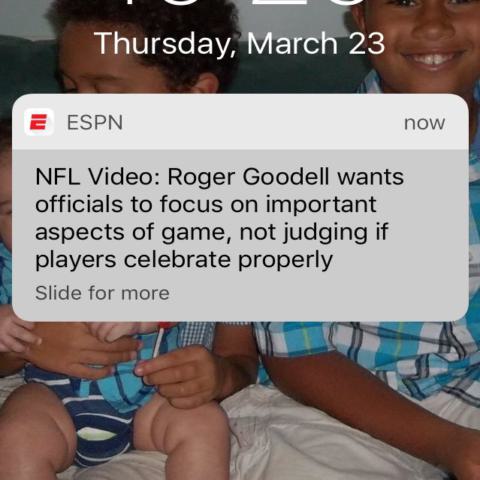 Thursday, March 23
ESPN
now
NFL Video: Roger Goodell wants
officials to focus on important
aspects of game, not judging if
players celebrate properly
Slide for more